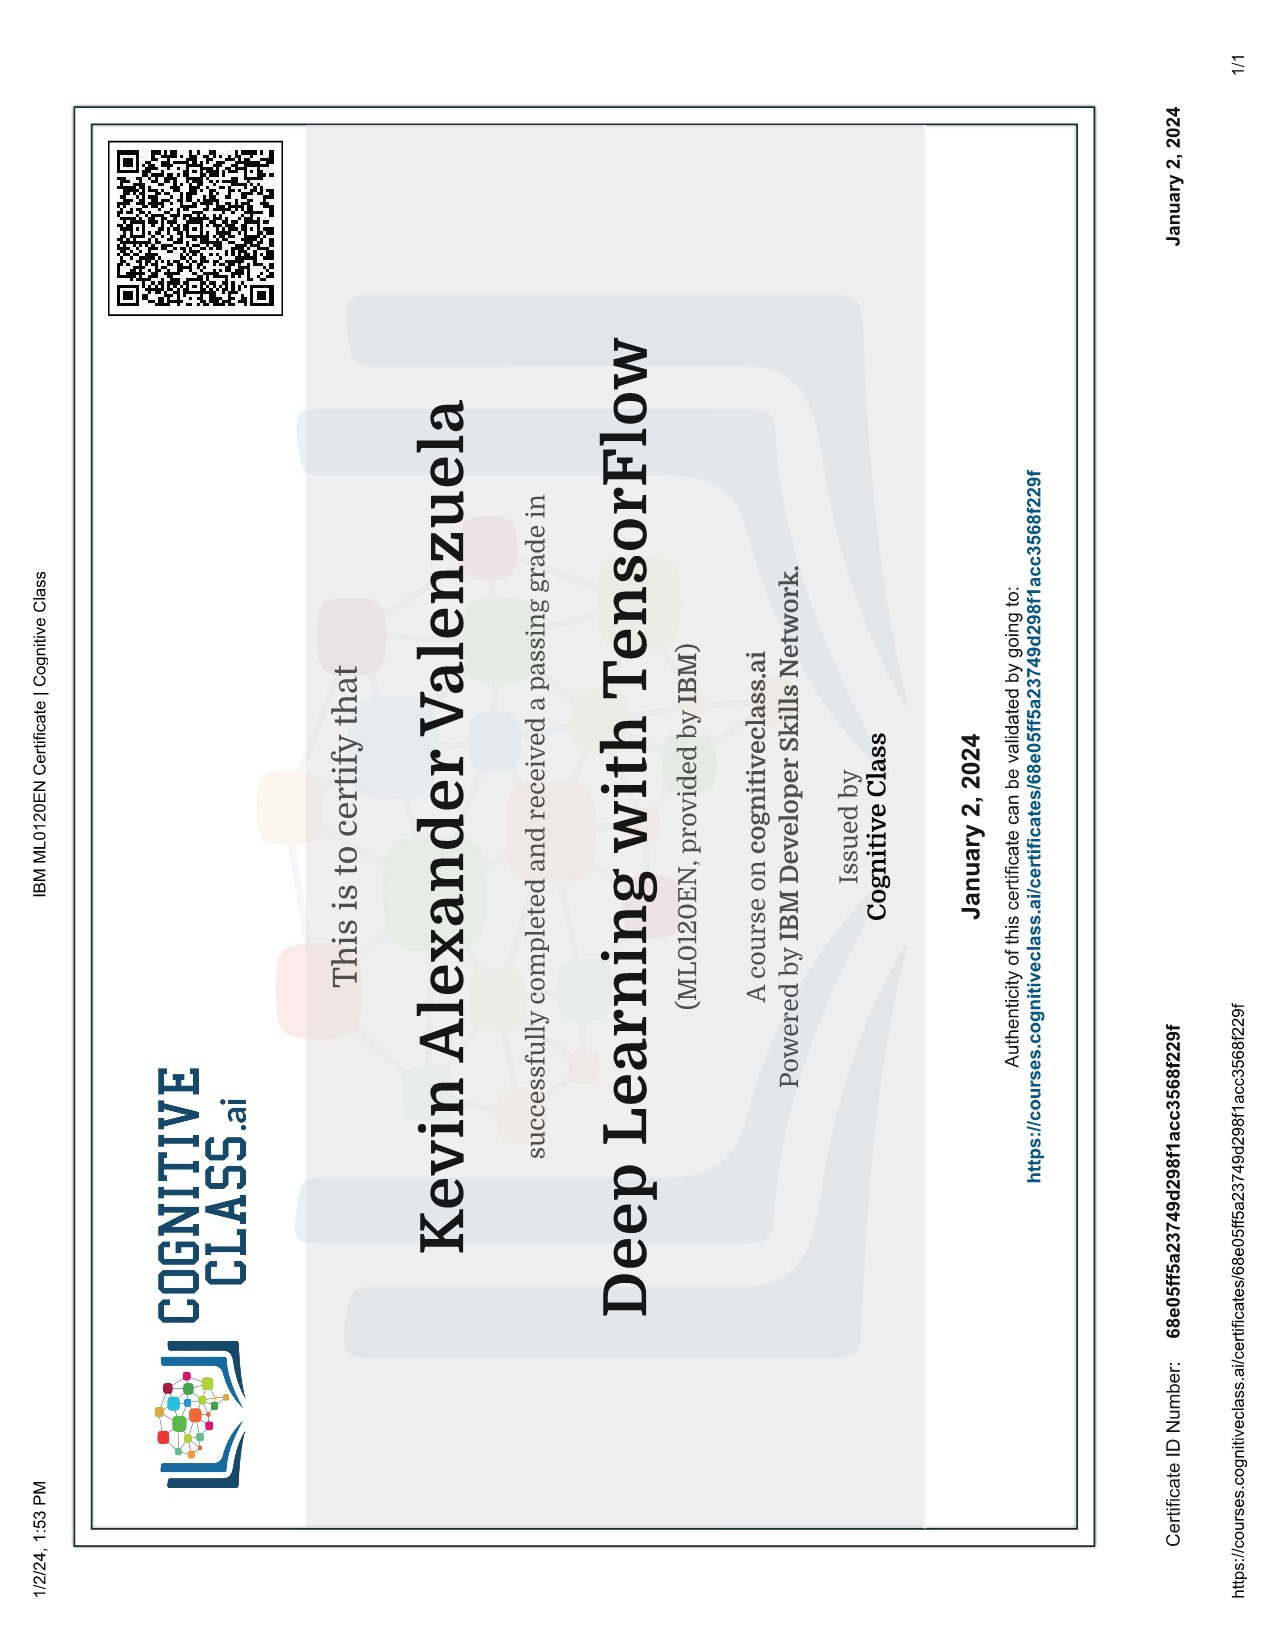 1/2/24, 1:53 PM
IBM ML0120EN Certificate | Cognitive Class
COGNITIVE
CLASS.ai
This is to certify that
Kevin Alexander Valenzuela
successfully completed and received a passing grade in
Deep Learning with TensorFlow
(ML0120EN, provided by IBM)
A course on cognitiveclass.ai
Powered by IBM Developer Skills Network.
Issued by
Cognitive Class
January 2, 2024
Authenticity of this certificate can be validated by going to:
https://courses.cognitiveclass.ai/certificates/68e05ff5a23749d298f1acc3568f229f
Certificate ID Number: 68e05ff5a23749d298f1acc3568f229f
January 2, 2024
https://courses.cognitiveclass.ai/certificates/68e05ff5a23749d298f1acc3568f229f
1/1